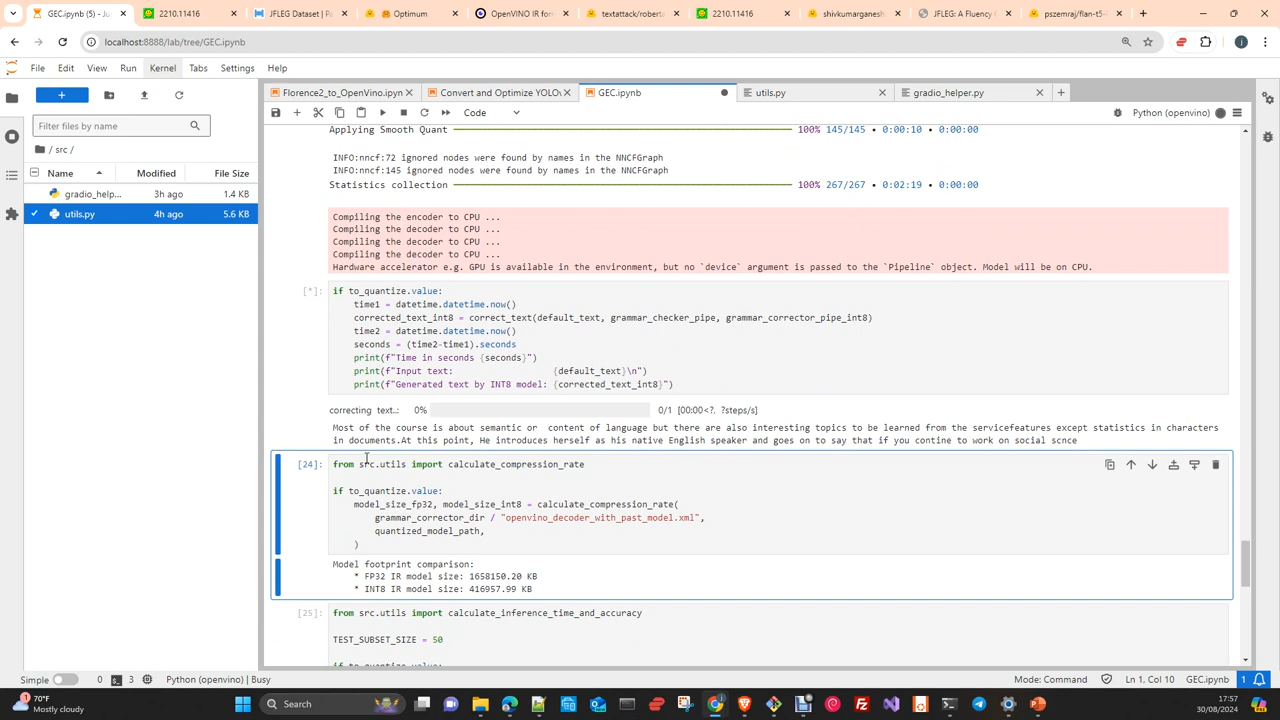 GEC.ipynb (5) - Jup
2210.11416
JFLEG Dataset | Pa
Optimum
OpenVINO IR form
textattack/roberta
2210.11416
shivkumarganesh
JFLEG: A Fluency C
pszemraj/flan-t5-
localhost:8888/lab/tree/GEC.ipynb
File Edit View Run Kernel Tabs Settings Help
Florence2_to_OpenVino.ipyn
Convert and Optimize YOLOv
GEC.ipynb
utils.py
gradio_helper.py
Code
Python (openvino)
Filter files by name
/ src /
Name File Size
gradio_help... 3h ago 1.4 KB
utils.py 4h ago 5.6 KB
Applying Smooth Quant 100% 145/145 • 0:00:10 • 0:00:00
INFO:nncf:72 ignored nodes were found by names in the NNCFGraph
INFO:nncf:145 ignored nodes were found by names in the NNCFGraph
Statistics collection 100% 267/267 • 0:02:19 • 0:00:00
Compiling the encoder to CPU ...
Compiling the decoder to CPU ...
Compiling the decoder to CPU ...
Compiling the decoder to CPU ...
Hardware accelerator e.g. GPU is available in the environment, but no `device` argument is passed to the `Pipeline` object. Model will be on CPU.
[*]: if to_quantize.value:
time1 = datetime.datetime.now()
corrected_text_int8 = correct_text(default_text, grammar_checker_pipe, grammar_corrector_pipe_int8)
time2 = datetime.datetime.now()
seconds = (time2-time1).seconds
print(f"Time in seconds {seconds}")
print(f"Input text: {default_text}\n")
print(f"Generated text by INT8 model: {corrected_text_int8}")
correcting text..: 0% 0/1 [00:00<?, ?steps/s]
Most of the course is about semantic or content of language but there are also interesting topics to be learned from the servicefeatures except statistics in characters
in documents.At this point, He introduces herself as his native English speaker and goes on to say that if you contine to work on social scnce
[24]: from src.utils import calculate_compression_rate
if to_quantize.value:
model_size_fp32, model_size_int8 = calculate_compression_rate(
grammar_corrector_dir / "openvino_decoder_with_past_model.xml",
quantized_model_path,
)
Model footprint comparison:
* FP32 IR model size: 1658150.20 KB
* INT8 IR model size: 416957.99 KB
[25]: from src.utils import calculate_inference_time_and_accuracy
TEST_SUBSET_SIZE = 50
if to_quantize.value:
Simple 0 3 Python (openvino) | Busy
Mode: Command Ln 1, Col 10 GEC.ipynb 1
70°F
Mostly cloudy
Search
17:57
30/08/2024